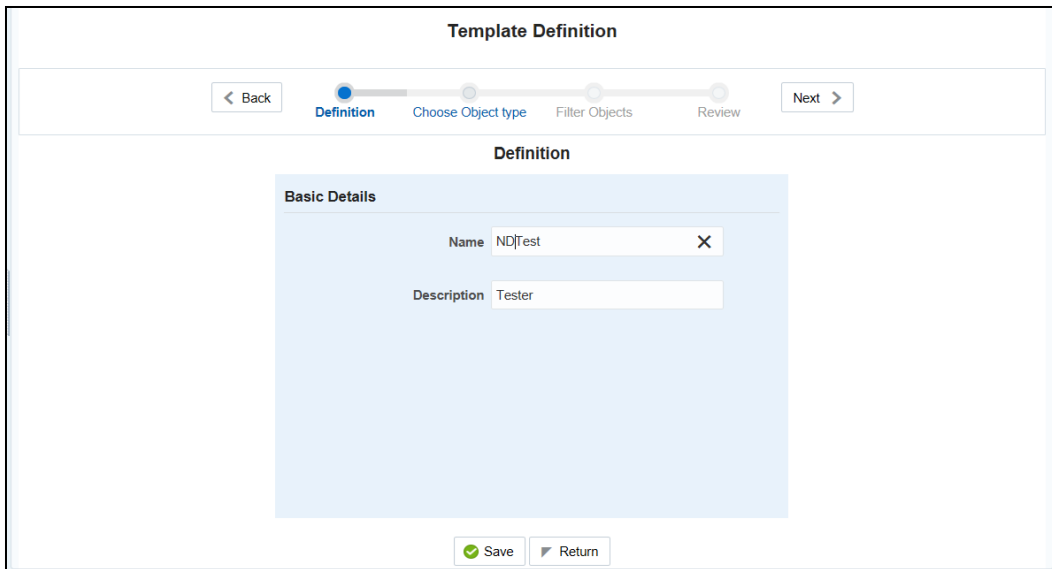 Template Definition
Back
Next
Definition
Choose Object type
Filter Objects
Review
Definition
Basic Details
Name NDTest
Description Tester
Save
Return